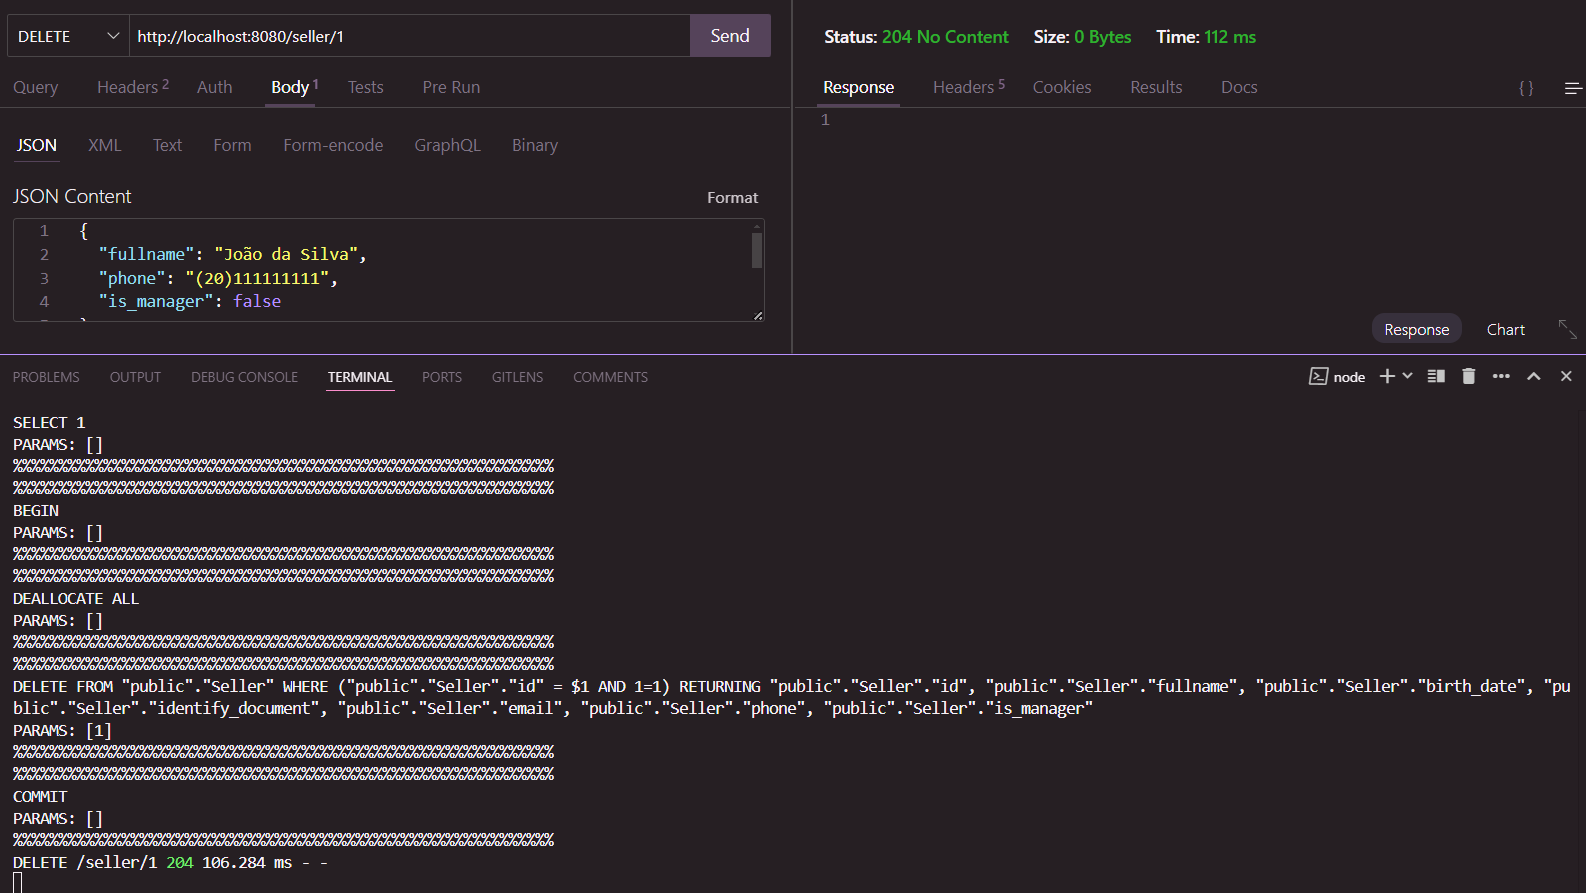 DELETE http://localhost:8080/seller/1 Send
Status: 204 No Content Size: 0 Bytes Time: 112 ms
Query Headers 2 Auth Body 1 Tests Pre Run
Response Headers 5 Cookies Results Docs {}
1
JSON XML Text Form Form-encode GraphQL Binary
JSON Content Format
1 {
2 "fullname": "João da Silva",
3 "phone": "(20)111111111",
4 "is_manager": false
Response Chart
PROBLEMS OUTPUT DEBUG CONSOLE TERMINAL PORTS GITLENS COMMENTS node
SELECT 1
PARAMS: []
%%%%%%%%%%%%%%%%%%%%%%%%%%%%%%%%%%%%%%%%%%%%%%%%%%%%%%%%%%%%
%%%%%%%%%%%%%%%%%%%%%%%%%%%%%%%%%%%%%%%%%%%%%%%%%%%%%%%%%%%%
BEGIN
PARAMS: []
%%%%%%%%%%%%%%%%%%%%%%%%%%%%%%%%%%%%%%%%%%%%%%%%%%%%%%%%%%%%
%%%%%%%%%%%%%%%%%%%%%%%%%%%%%%%%%%%%%%%%%%%%%%%%%%%%%%%%%%%%
DEALLOCATE ALL
PARAMS: []
%%%%%%%%%%%%%%%%%%%%%%%%%%%%%%%%%%%%%%%%%%%%%%%%%%%%%%%%%%%%
%%%%%%%%%%%%%%%%%%%%%%%%%%%%%%%%%%%%%%%%%%%%%%%%%%%%%%%%%%%%
DELETE FROM "public"."Seller" WHERE ("public"."Seller"."id" = $1 AND 1=1) RETURNING "public"."Seller"."id", "public"."Seller"."fullname", "public"."Seller"."birth_date", "pu
blic"."Seller"."identify_document", "public"."Seller"."email", "public"."Seller"."phone", "public"."Seller"."is_manager"
PARAMS: [1]
%%%%%%%%%%%%%%%%%%%%%%%%%%%%%%%%%%%%%%%%%%%%%%%%%%%%%%%%%%%%
%%%%%%%%%%%%%%%%%%%%%%%%%%%%%%%%%%%%%%%%%%%%%%%%%%%%%%%%%%%%
COMMIT
PARAMS: []
%%%%%%%%%%%%%%%%%%%%%%%%%%%%%%%%%%%%%%%%%%%%%%%%%%%%%%%%%%%%
DELETE /seller/1 204 106.284 ms - -